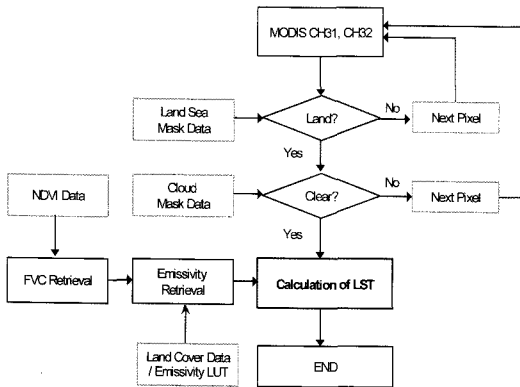 MODIS CH31, CH32
Land Sea
Mask Data
Land?
No
Next Pixel
Yes
Cloud
Mask Data
Clear?
No
Next Pixel
NDVI Data
Yes
FVC Retrieval
Emissivity
Retrieval
Calculation of LST
Land Cover Data
/ Emissivity LUT
END